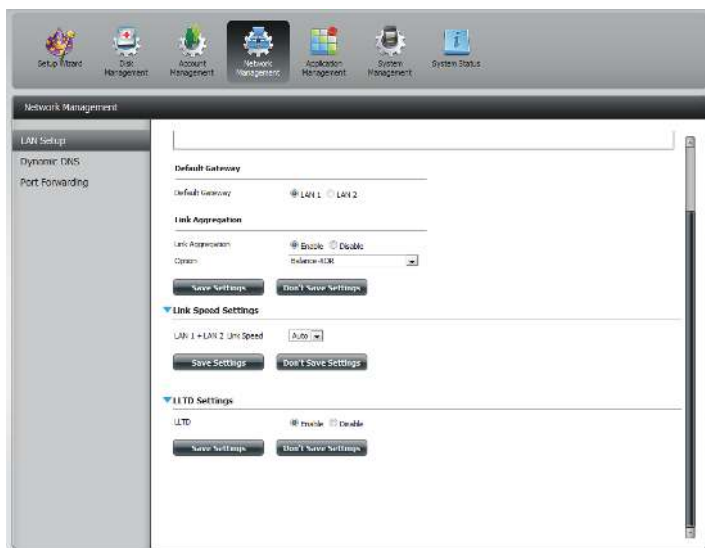 Setup Wizard
Disk Management
Account Management
Network Management
Application Management
System Management
System Status
Network Management
LAN Setup
Dynamic DNS
Port Forwarding
Default Gateway
Default Gateway LAN 1 LAN 2
Link Aggregation
Link Aggregation Enable Disable
Option Balance-XOR
Save Settings Don't Save Settings
Link Speed Settings
LAN 1 + LAN 2 Link Speed Auto
Save Settings Don't Save Settings
LLTD Settings
LLTD Enable Disable
Save Settings Don't Save Settings